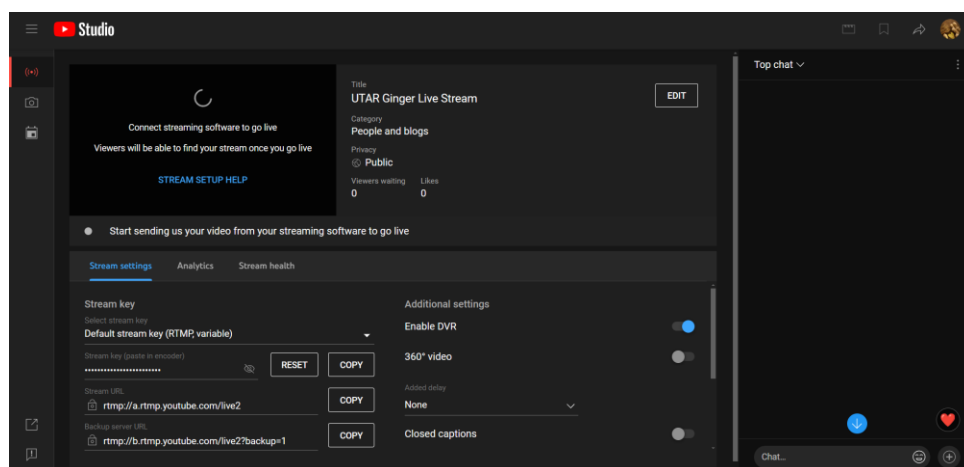 Studio
Top chat
Connect streaming software to go live
Viewers will be able to find your stream once you go live
STREAM SETUP HELP
Title
UTAR Ginger Live Stream
EDIT
Category
People and blogs
Privacy
Public
Viewers waiting Likes
0 0
Start sending us your video from your streaming software to go live
Stream settings Analytics Stream health
Stream key
Select stream key
Default stream key (RTMP, variable)
Stream key (paste in encoder)
••••••••••••••••••••••••
RESET COPY
Stream URL
rtmp://a.rtmp.youtube.com/live2
COPY
Backup server URL
rtmp://b.rtmp.youtube.com/live2?backup=1
COPY
Additional settings
Enable DVR
360° video
Added delay
None
Closed captions
Chat...